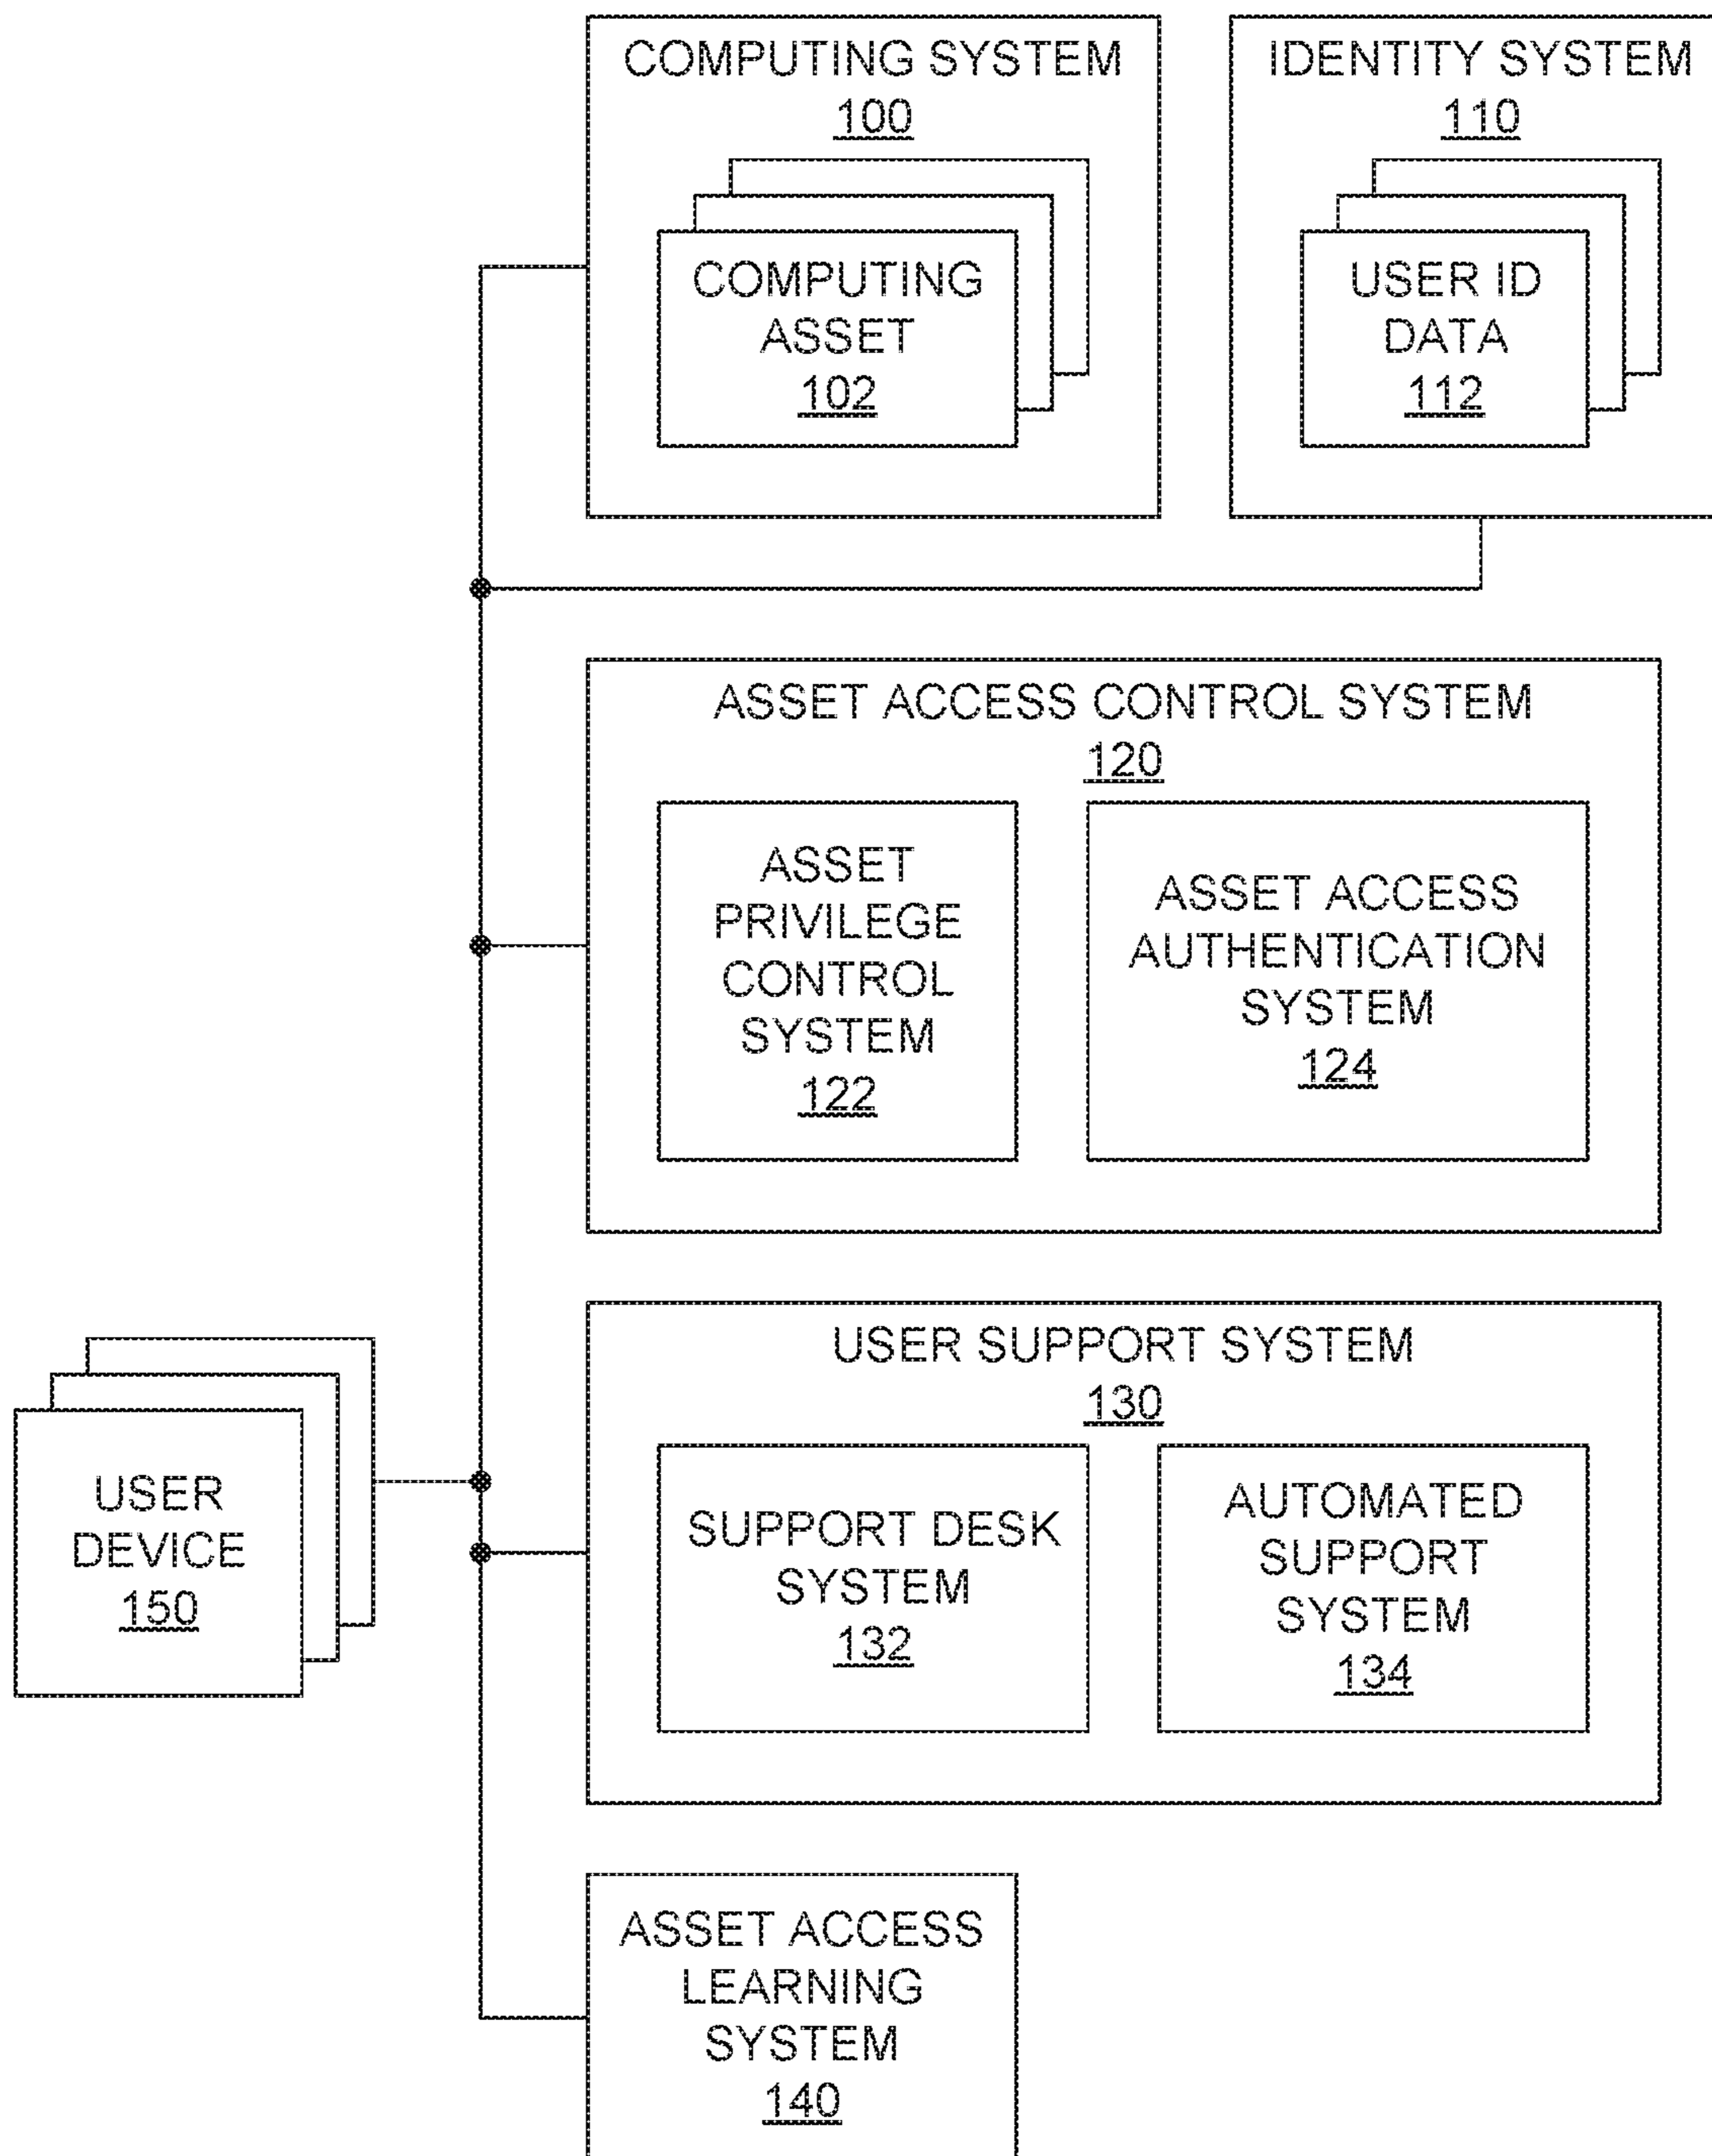 COMPUTING SYSTEM
100
COMPUTING
ASSET
102
IDENTITY SYSTEM
110
USER ID
DATA
112
ASSET ACCESS CONTROL SYSTEM
120
ASSET
PRIVILEGE
CONTROL
SYSTEM
122
ASSET ACCESS
AUTHENTICATION
SYSTEM
124
USER SUPPORT SYSTEM
130
SUPPORT DESK
SYSTEM
132
AUTOMATED
SUPPORT
SYSTEM
134
USER
DEVICE
150
ASSET ACCESS
LEARNING
SYSTEM
140